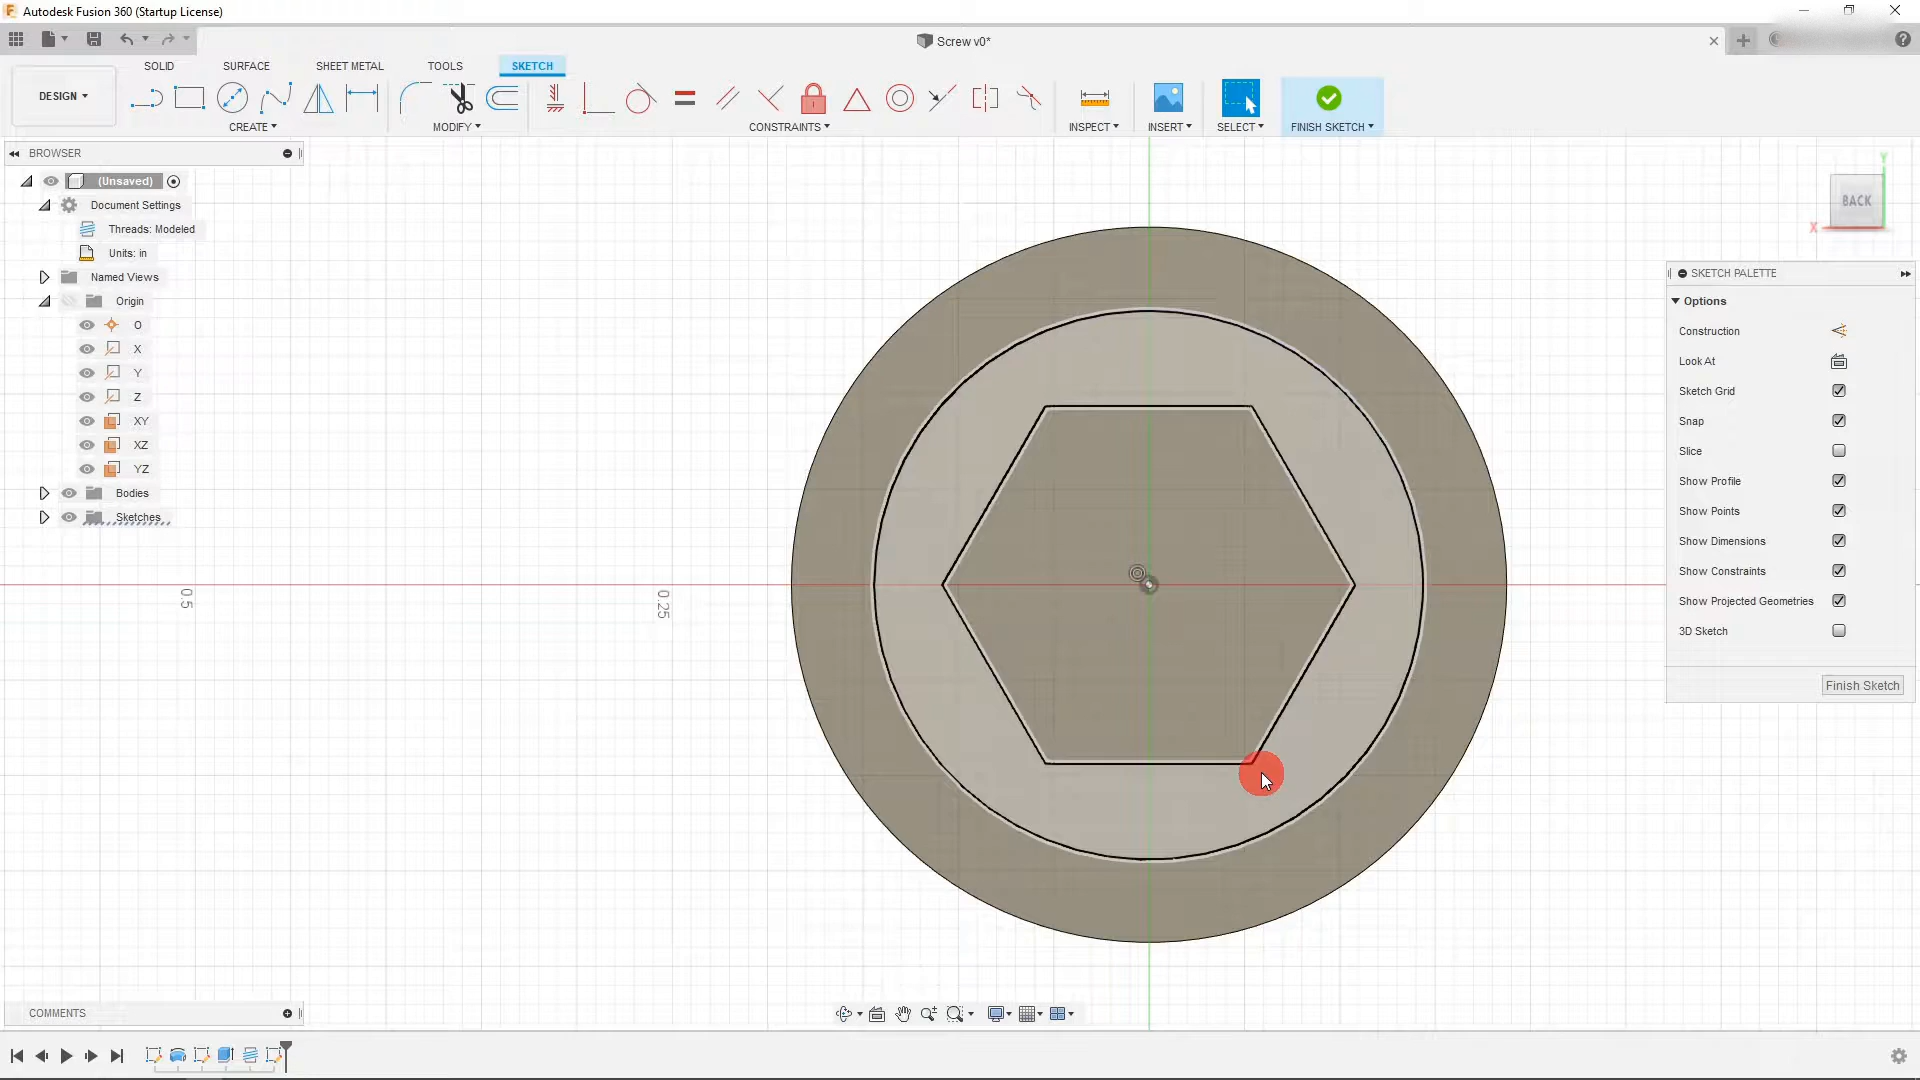 Autodesk Fusion 360 (Startup License)
Screw v0*
SOLID
SURFACE
SHEET METAL
TOOLS
SKETCH
DESIGN
CREATE
MODIFY
CONSTRAINTS
INSPECT
INSERT
SELECT
FINISH SKETCH
BROWSER
(Unsaved)
Document Settings
Threads: Modeled
Units: in
Named Views
Origin
O
X
Y
Z
XY
XZ
YZ
Bodies
Sketches
0.5
0.25
Y
BACK
X
SKETCH PALETTE
Options
Construction
Look At
Sketch Grid
Snap
Slice
Show Profile
Show Points
Show Dimensions
Show Constraints
Show Projected Geometries
3D Sketch
Finish Sketch
COMMENTS